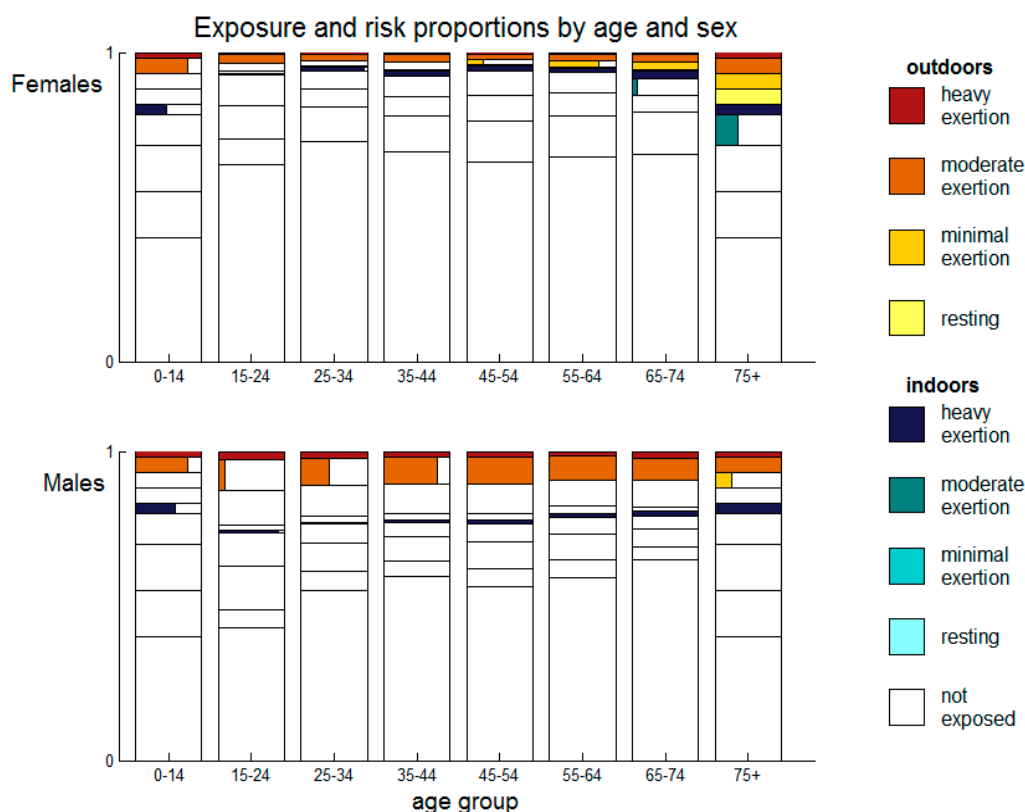 Exposure and risk proportions by age and sex
1
Females
0
0-14 15-24 25-34 35-44 45-54 55-64 65-74 75+
1
Males
0
0-14 15-24 25-34 35-44 45-54 55-64 65-74 75+
age group
outdoors
heavy
exertion
moderate
exertion
minimal
exertion
resting
indoors
heavy
exertion
moderate
exertion
minimal
exertion
resting
not
exposed